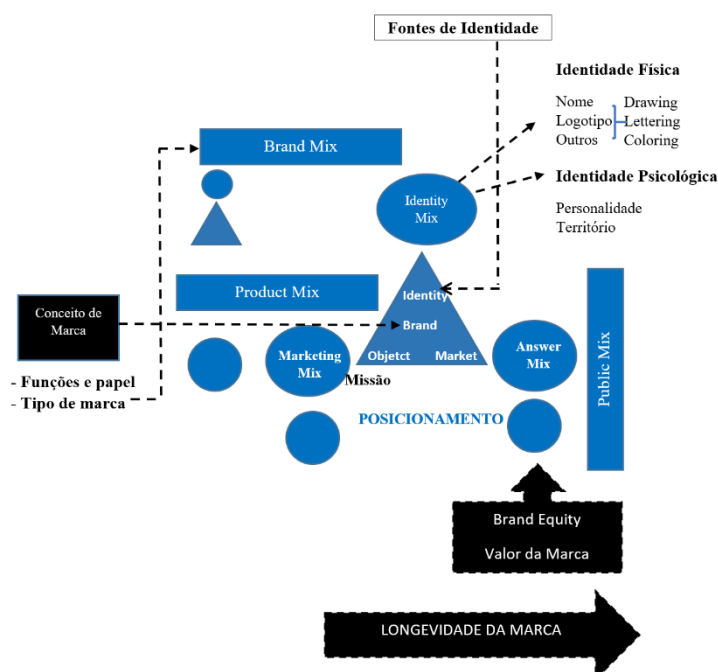 Fontes de Identidade
Identidade Física
Nome
Logotipo
Outros
Drawing
Lettering
Coloring
Identidade Psicológica
Personalidade
Território
Brand Mix
Identity
Mix
Product Mix
Conceito de
Marca
Identity
Brand
Objetct Market
Marketing
Mix
Missão
Answer
Mix
Public Mix
- Funções e papel
- Tipo de marca
POSICIONAMENTO
Brand Equity
Valor da Marca
LONGEVIDADE DA MARCA